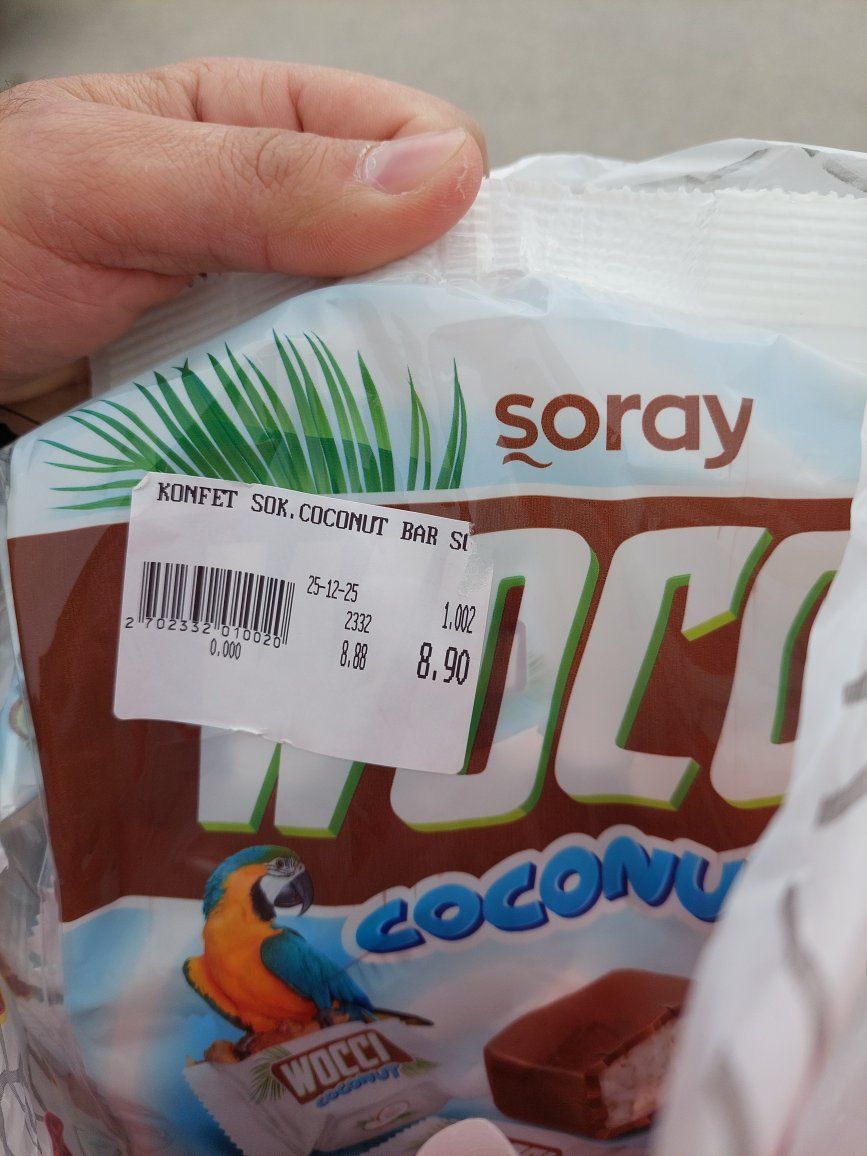 şoray
KONFET SOK.COCONUT BAR
25-12-25
2332 1.002
2 702332 010020
0.000 8.88 8.90
COCONU
WOCCI
COCONUT